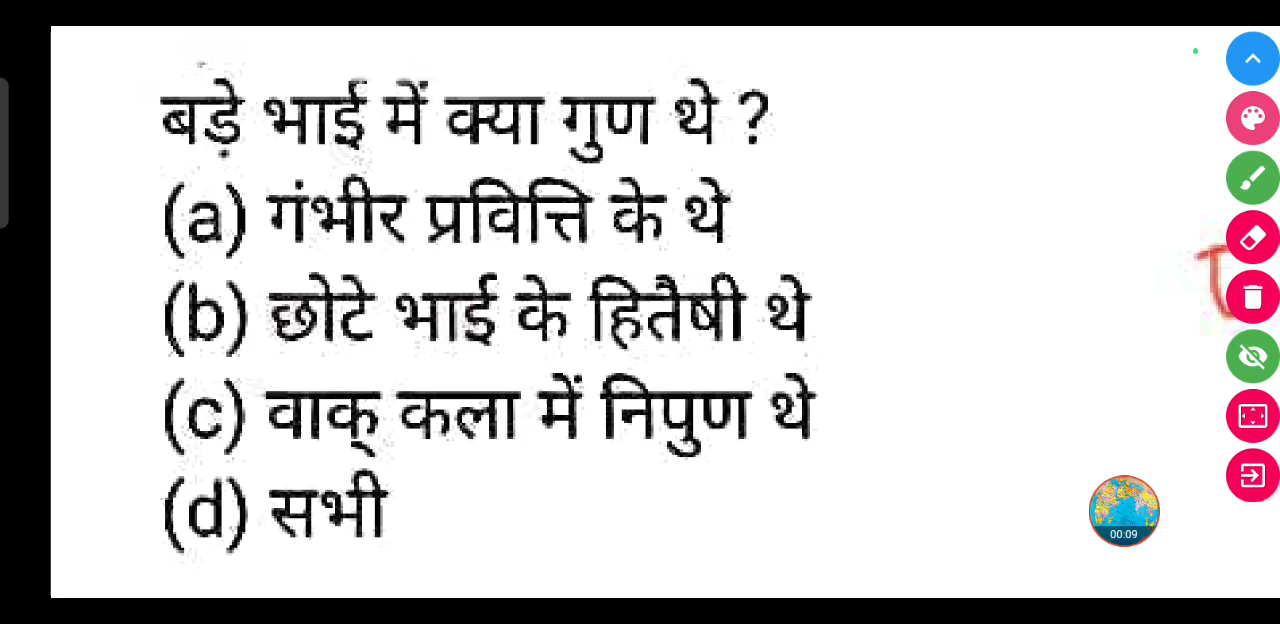 बड़े भाई में क्या गुण थे ?
(a) गंभीर प्रवित्ति के थे
(b) छोटे भाई के हितैषी थे
(c) वाक् कला में निपुण थे
(d) सभी
00:09